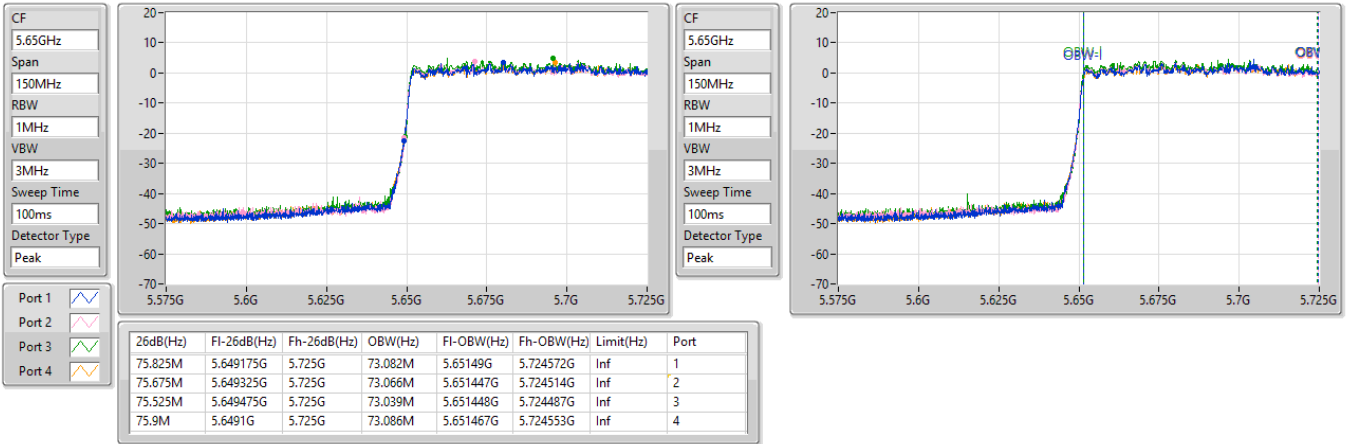 CF
5.65GHz
Span
150MHz
RBW
1MHz
VBW
3MHz
Sweep Time
100ms
Detector Type
Peak
20-
10-
0-
-10-
-20-
-30-
-40-
-50-
-60-
-70-
5.575G 5.6G 5.625G 5.65G 5.675G 5.7G 5.725G
CF
5.65GHz
Span
150MHz
RBW
1MHz
VBW
3MHz
Sweep Time
100ms
Detector Type
Peak
20-
10-
0-
-10-
-20-
-30-
-40-
-50-
-60-
-70-
OBW-l
OBW
5.575G 5.6G 5.625G 5.65G 5.675G 5.7G 5.725G
Port 1
Port 2
Port 3
Port 4
26dB(Hz) Fl-26dB(Hz) Fh-26dB(Hz) OBW(Hz) Fl-OBW(Hz) Fh-OBW(Hz) Limit(Hz) Port
75.825M 5.649175G 5.725G 73.082M 5.65149G 5.724572G Inf 1
75.675M 5.649325G 5.725G 73.066M 5.651447G 5.724514G Inf 2
75.525M 5.649475G 5.725G 73.039M 5.651448G 5.724487G Inf 3
75.9M 5.6491G 5.725G 73.086M 5.651467G 5.724553G Inf 4